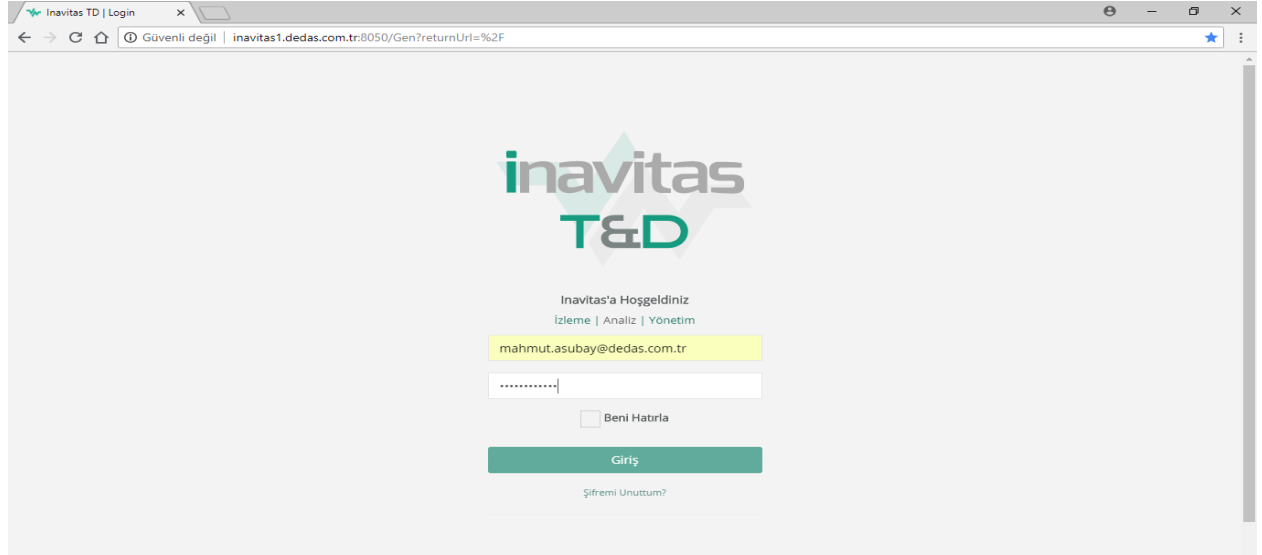 Inavitas TD | Login
Güvenli değil | inavitas1.dedas.com.tr:8050/Gen?returnUrl=%2F
inavitas
T&D
Inavitas'a Hoşgeldiniz
İzleme | Analiz | Yönetim
mahmut.asubay@dedas.com.tr
Beni Hatırla
Giriş
Şifremi Unuttum?